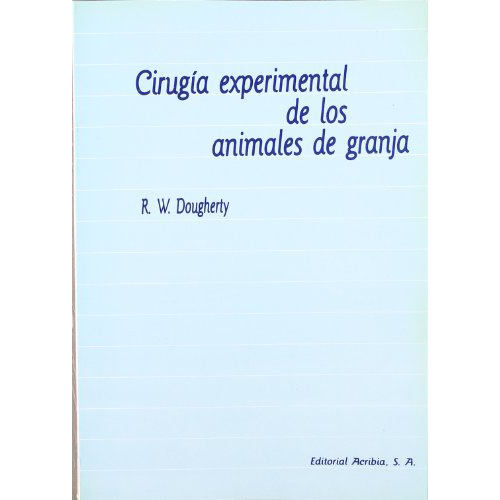 Cirugía experimental
de los
animales de granja
R. W. Dougherty
Editorial Acribia, S. A.